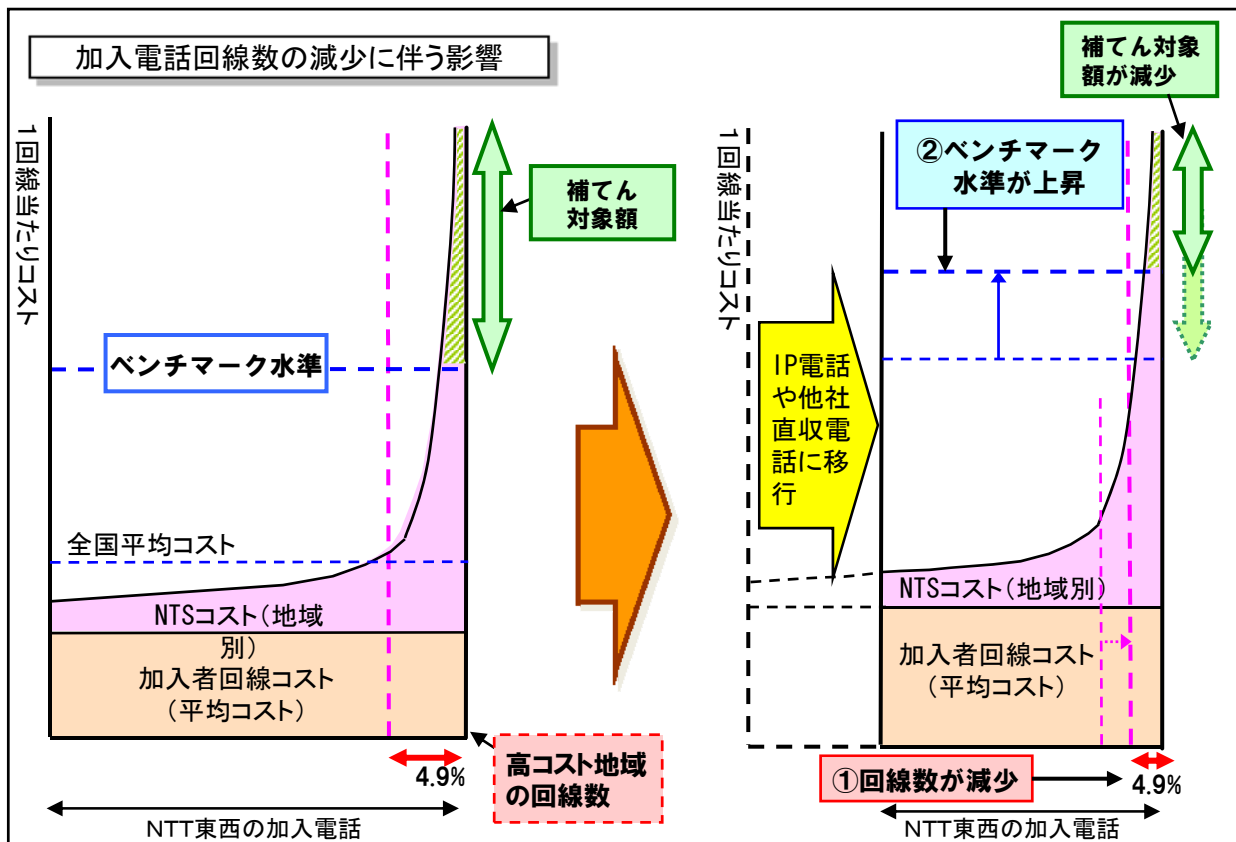 加入電話回線数の減少に伴う影響
1回線当たりコスト
補てん
対象額
ベンチマーク水準
全国平均コスト
NTSコスト(地域
別)
加入者回線コスト
(平均コスト)
4.9%
高コスト地域
の回線数
NTT東西の加入電話
補てん対象
額が減少
1回線当たりコスト
②ベンチマーク
水準が上昇
IP電話
や他社
直収電
話に移
行
NTSコスト(地域別)
加入者回線コスト
(平均コスト)
①回線数が減少
4.9%
NTT東西の加入電話